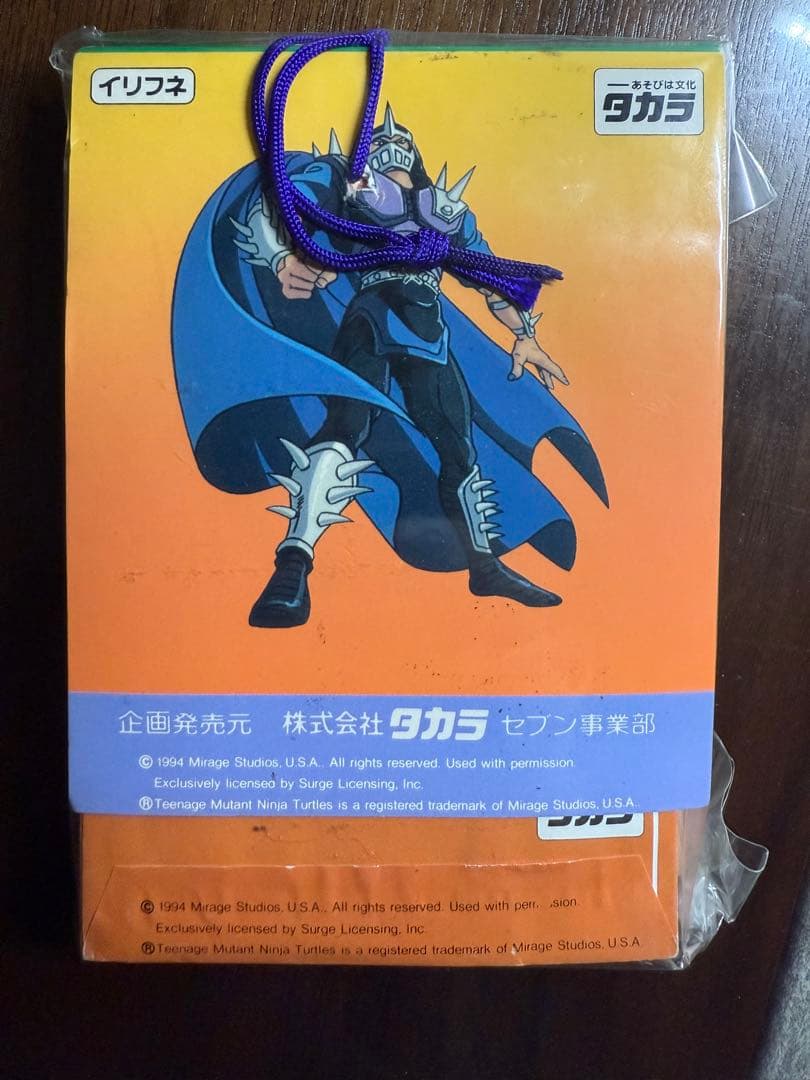 イリフネ
あそびは文化
タカラ
企画発売元 株式会社 タカラ セブン事業部
© 1994 Mirage Studios, U.S.A.. All rights reserved. Used with permission.
Exclusively licensed by Surge Licensing, Inc.
®Teenage Mutant Ninja Turtles is a registered trademark of Mirage Studios, U.S.A..
タカラ
© 1994 Mirage Studios, U.S.A.. All rights reserved. Used with
Exclusively licensed by Surge Licensing, Inc.
®Teenage Mutant Ninja Turtles is a registered trademark of Mirage Studios, U.S.A.